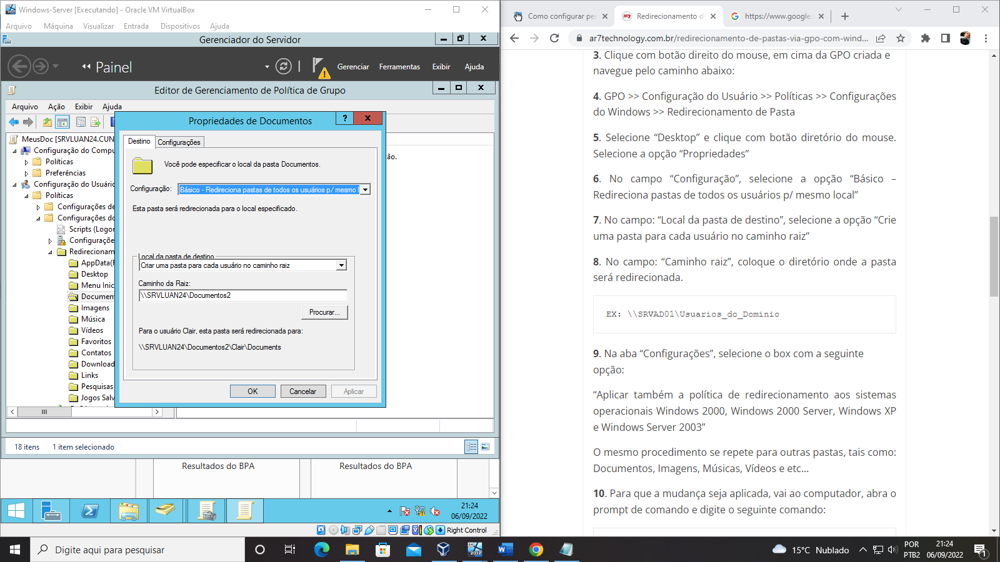 Windows-Server [Executando] - Oracle VM VirtualBox
Arquivo Máquina Visualizar Entrada Dispositivos Ajuda
Gerenciador do Servidor
Painel
Gerenciar Ferramentas Exibir Ajuda
Editor de Gerenciamento de Política de Grupo
Arquivo Ação Exibir Ajuda
MeusDoc [SRVLUAN24.CUN
Configuração do Compu
Políticas
Preferências
Configuração do Usuário
Políticas
Configurações de
Configurações do
Scripts (Logon
Configurações
Redirecionam
AppData(R
Desktop
Menu Inic
Document
Imagens
Música
Vídeos
Favoritos
Contatos
Download
Links
Pesquisas
Jogos Salv
ão.
Propriedades de Documentos
?
Destino
Configurações
Você pode especificar o local da pasta Documentos.
Configuração:
Básico - Redireciona pastas de todos os usuários p/ mesmo l
Esta pasta será redirecionada para o local especificado.
Local da pasta de destino
Criar uma pasta para cada usuário no caminho raiz
Caminho da Raiz:
\\SRVLUAN24\Documentos2
Procurar...
Para o usuário Clair, esta pasta será redirecionada para:
\\SRVLUAN24\Documentos2\Clair\Documents
OK
Cancelar
Aplicar
18 itens
1 item selecionado
Resultados do BPA
Resultados do BPA
21:24
06/09/2022
Right Control
Como configurar per
Redirecionamento d
https://www.google.
ar7technology.com.br/redirecionamento-de-pastas-via-gpo-com-wind...
3. Clique com botão direito do mouse, em cima da GPO criada e
navegue pelo caminho abaixo:
4. GPO >> Configuração do Usuário >> Políticas >> Configurações
do Windows >> Redirecionamento de Pasta
5. Selecione “Desktop” e clique com botão diretório do mouse.
Selecione a opção “Propriedades”
6. No campo “Configuração”, selecione a opção “Básico –
Redireciona pastas de todos os usuários p/ mesmo local”
7. No campo: “Local da pasta de destino”, selecione a opção “Crie
uma pasta para cada usuário no caminho raiz”
8. No campo: “Caminho raiz”, coloque o diretório onde a pasta
será redirecionada.
EX: \\SRVAD01\Usuarios_do_Dominio
9. Na aba “Configurações”, selecione o box com a seguinte
opção:
“Aplicar também a política de redirecionamento aos sistemas
operacionais Windows 2000, Windows 2000 Server, Windows XP
e Windows Server 2003”
O mesmo procedimento se repete para outras pastas, tais como:
Documentos, Imagens, Músicas, Vídeos e etc...
10. Para que a mudança seja aplicada, vai ao computador, abra o
prompt de comando e digite o seguinte comando:
Digite aqui para pesquisar
15°C Nublado
POR
PTB2
21:24
06/09/2022
1